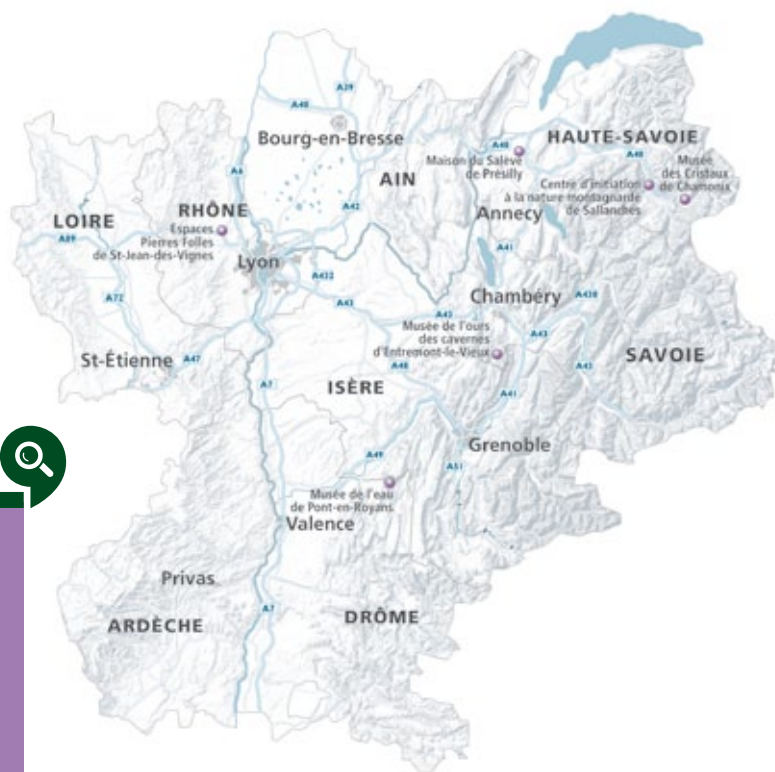 A39
A40
Bourg-en-Bresse
A6
AIN
A42
HAUTE-SAVOIE
A40
A40
Maison du Salève
de Présilly
Musée
des Cristaux
de Chamonix
Centre d'initiation
à la nature montagnarde
de Sallanches
Annecy
A41
LOIRE
RHÔNE
Espaces
Pierres Folles
de St-Jean-des-Vignes
A89
Lyon
A432
A72
A43
Chambéry
A430
A43
Musée de l'ours
des cavernes
d'Entremont-le-Vieux
A43
A43
SAVOIE
St-Étienne
A47
A7
A48
ISÈRE
A41
Grenoble
A49
A51
Musée de l'eau
de Pont-en-Royans
Valence
Privas
ARDÈCHE
A7
DRÔME